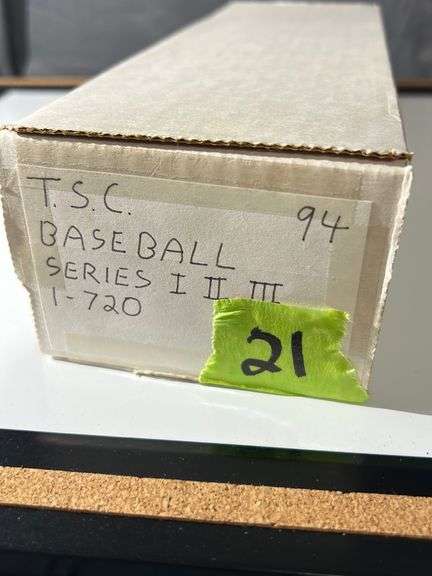 T.S.C. 94
BASEBALL
SERIES I II III
1-720
21